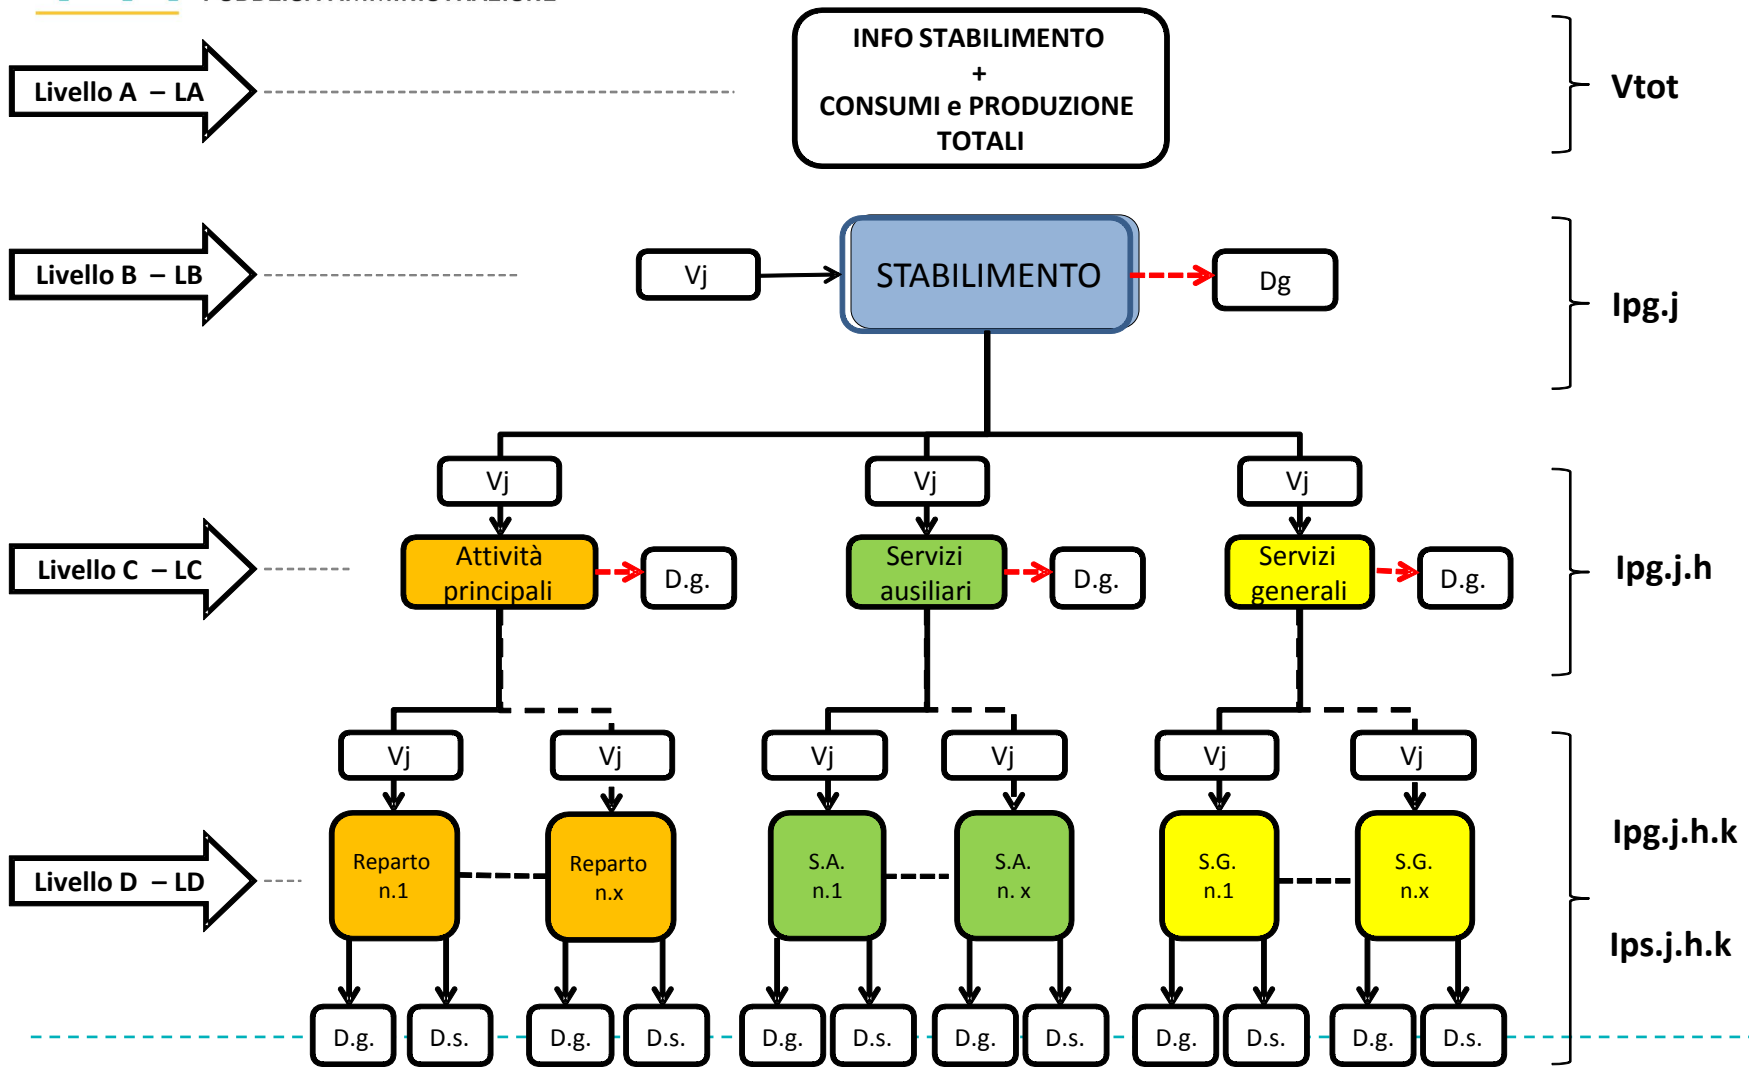 INFO STABILIMENTO
+
CONSUMI e PRODUZIONE
TOTALI
Livello A – LA
Vtot
Livello B – LB
Vj
STABILIMENTO
Dg
Ipg.j
Vj
Vj
Vj
Livello C – LC
Attività
principali
D.g.
Servizi
ausiliari
D.g.
Servizi
generali
D.g.
Ipg.j.h
Vj
Vj
Vj
Vj
Vj
Vj
Livello D – LD
Reparto
n.1
Reparto
n.x
S.A.
n.1
S.A.
n. x
S.G.
n.1
S.G.
n.x
Ipg.j.h.k
Ips.j.h.k
D.g.
D.s.
D.g.
D.s.
D.g.
D.s.
D.g.
D.s.
D.g.
D.s.
D.g.
D.s.